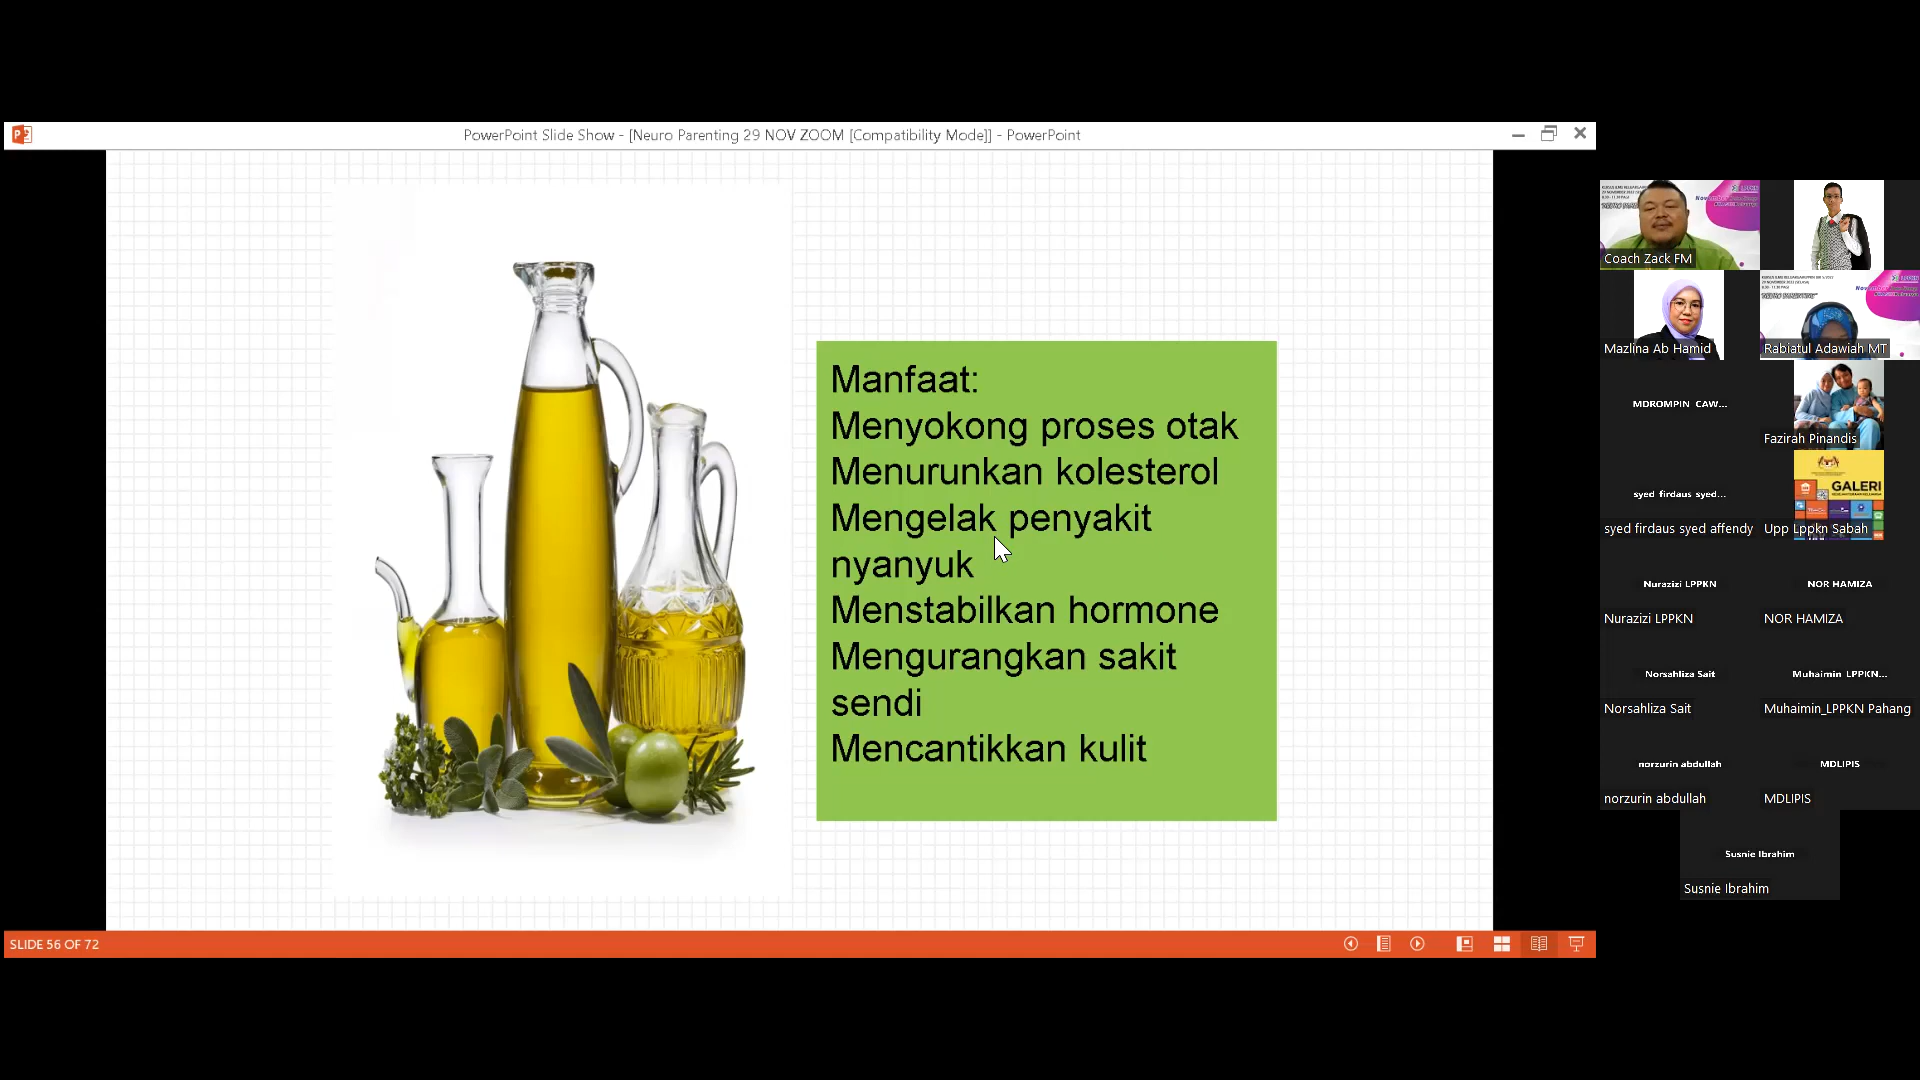 PowerPoint Slide Show - [Neuro Parenting 29 NOV ZOOM [Compatibility Mode]] - PowerPoint
Manfaat:
Menyokong proses otak
Menurunkan kolesterol
Mengelak penyakit
nyanyuk
Menstabilkan hormone
Mengurangkan sakit
sendi
Mencantikkan kulit
SLIDE 56 OF 72
Coach Zack FM
Mazlina Ab Hamid
Rabiatul Adawiah MT
MDROMPIN CAW...
Fazirah Pinandis
syed firdaus syed...
syed firdaus syed affendy
GALERI
Upp Lppkn Sabah
Nurazizi LPPKN
Nurazizi LPPKN
NOR HAMIZA
NOR HAMIZA
Norsahliza Sait
Norsahliza Sait
Muhaimin LPPKN...
Muhaimin_LPPKN Pahang
norzurin abdullah
norzurin abdullah
MDLIPIS
MDLIPIS
Susnie Ibrahim
Susnie Ibrahim